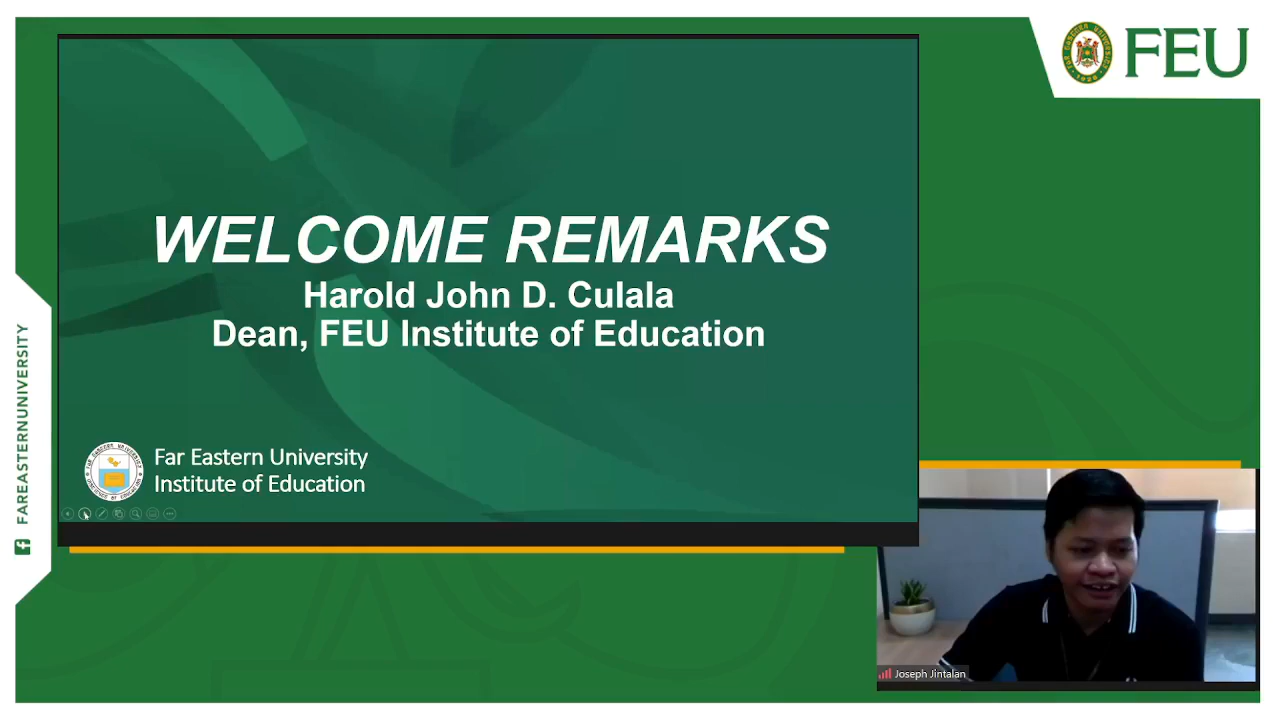 FEU
WELCOME REMARKS
Harold John D. Culala
Dean, FEU Institute of Education
Far Eastern University
Institute of Education
FAREASTERNUNIVERSITY
Joseph Jintalan